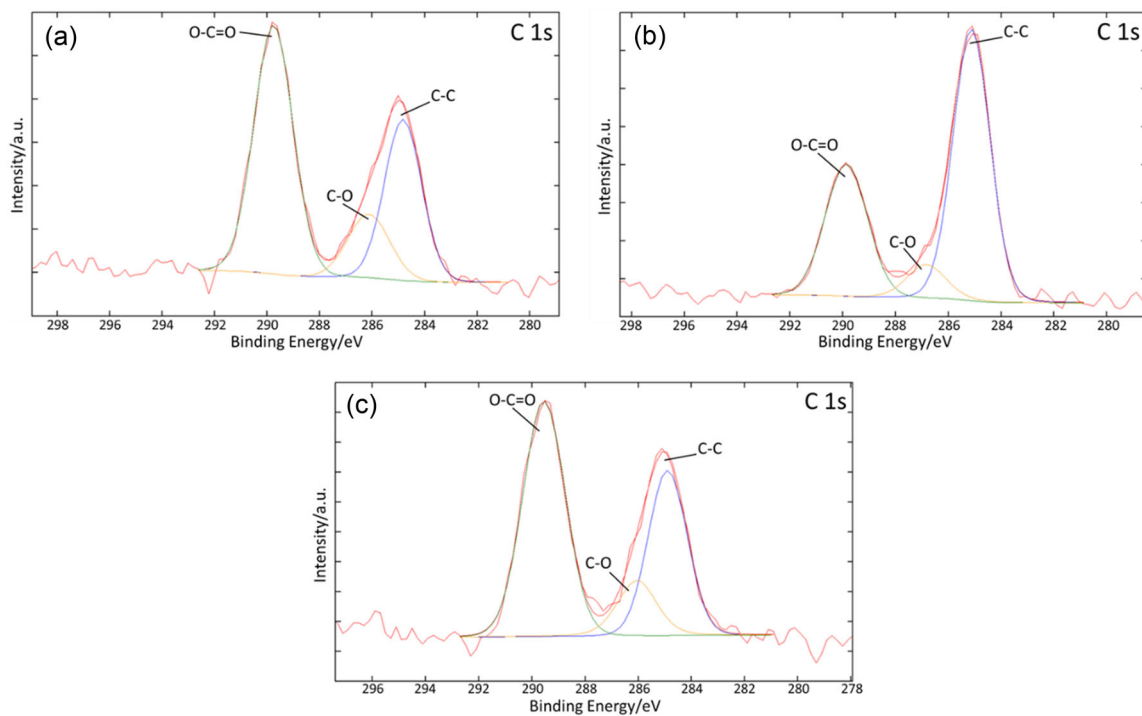 (a)
C 1s
O-C=O
C-C
C-O
Intensity/a.u.
298 296 294 292 290 288 286 284 282 280
Binding Energy/eV
(b)
C 1s
C-C
O-C=O
C-O
Intensity/a.u.
298 296 294 292 290 288 286 284 282 280
Binding Energy/eV
(c)
C 1s
O-C=O
C-C
C-O
Intensity/a.u.
296 294 292 290 288 286 284 282 280 278
Binding Energy/eV